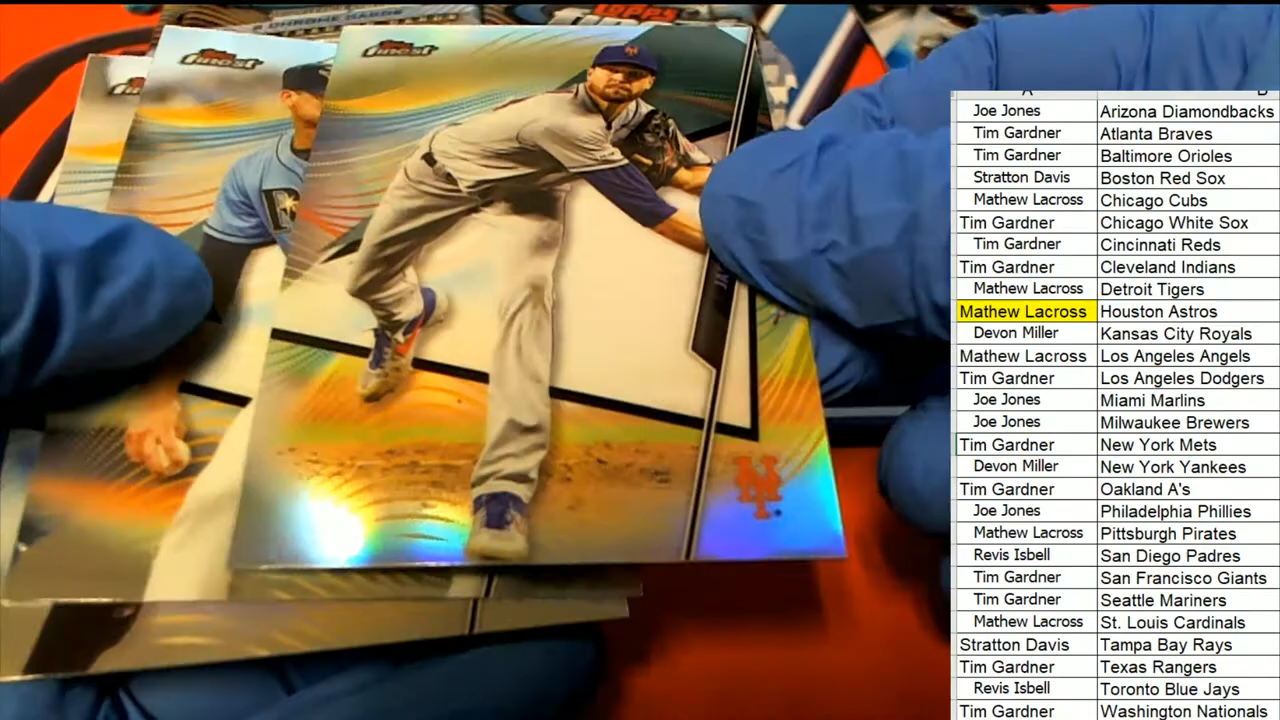 CHROME CARDS
TOPPS
finest
finest
A B
Joe Jones Arizona Diamondbacks
Tim Gardner Atlanta Braves
Tim Gardner Baltimore Orioles
Stratton Davis Boston Red Sox
Mathew Lacross Chicago Cubs
Tim Gardner Chicago White Sox
Tim Gardner Cincinnati Reds
Tim Gardner Cleveland Indians
Mathew Lacross Detroit Tigers
Mathew Lacross Houston Astros
Devon Miller Kansas City Royals
Mathew Lacross Los Angeles Angels
Tim Gardner Los Angeles Dodgers
Joe Jones Miami Marlins
Joe Jones Milwaukee Brewers
Tim Gardner New York Mets
Devon Miller New York Yankees
Tim Gardner Oakland A's
Joe Jones Philadelphia Phillies
Mathew Lacross Pittsburgh Pirates
Revis Isbell San Diego Padres
Tim Gardner San Francisco Giants
Tim Gardner Seattle Mariners
Mathew Lacross St. Louis Cardinals
Stratton Davis Tampa Bay Rays
Tim Gardner Texas Rangers
Revis Isbell Toronto Blue Jays
Tim Gardner Washington Nationals
NY